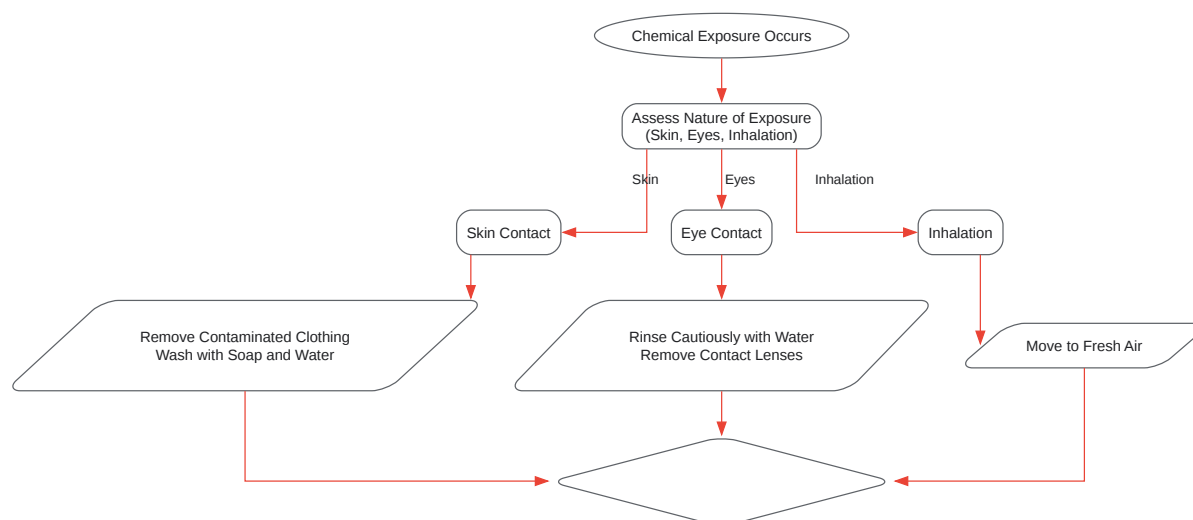 Chemical Exposure Occurs
Assess Nature of Exposure
(Skin, Eyes, Inhalation)
Skin
Eyes
Inhalation
Skin Contact
Eye Contact
Inhalation
Remove Contaminated Clothing
Wash with Soap and Water
Rinse Cautiously with Water
Remove Contact Lenses
Move to Fresh Air